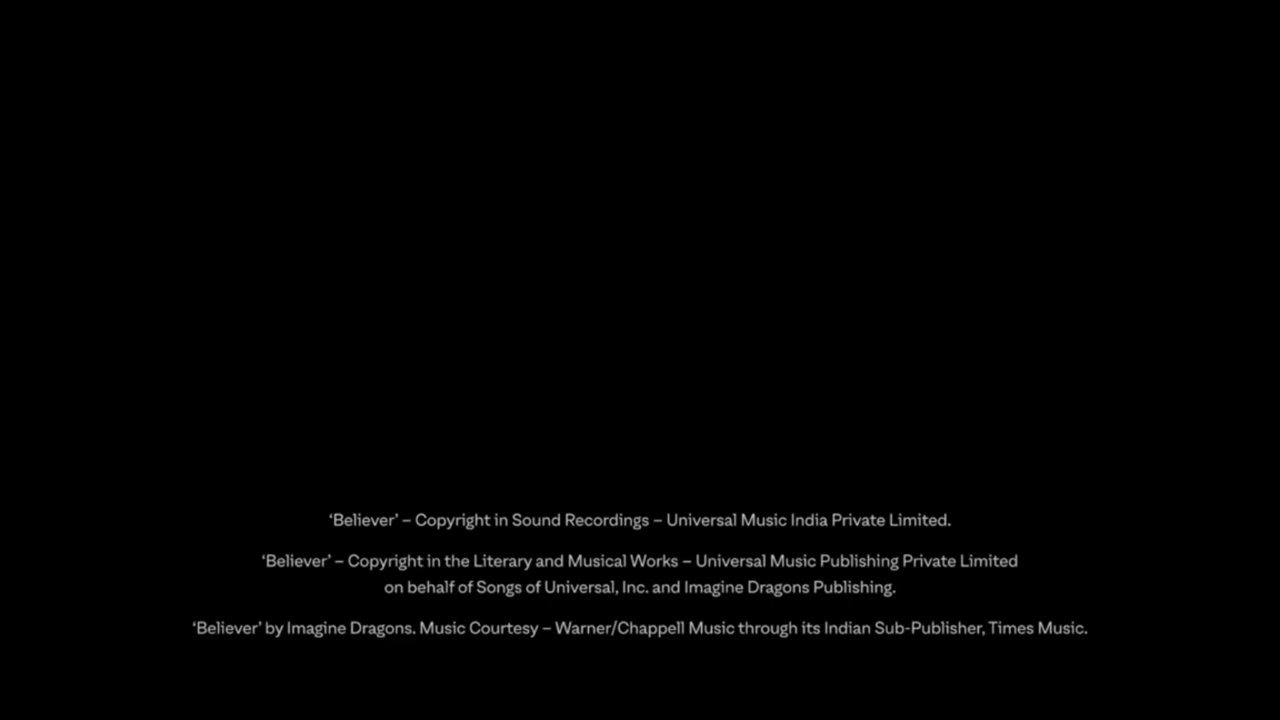 ‘Believer’ – Copyright in Sound Recordings – Universal Music India Private Limited.
‘Believer’ – Copyright in the Literary and Musical Works – Universal Music Publishing Private Limited
on behalf of Songs of Universal, Inc. and Imagine Dragons Publishing.
‘Believer’ by Imagine Dragons. Music Courtesy – Warner/Chappell Music through its Indian Sub-Publisher, Times Music.